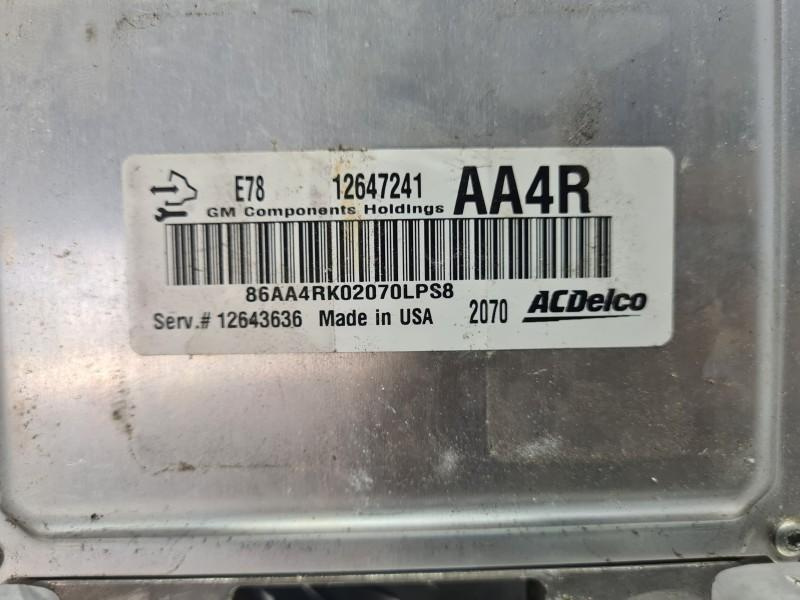 E78 12647241 AA4R
GM Components Holdings
86AA4RK02070LPS8
Serv.# 12643636 Made in USA 2070 ACDelco